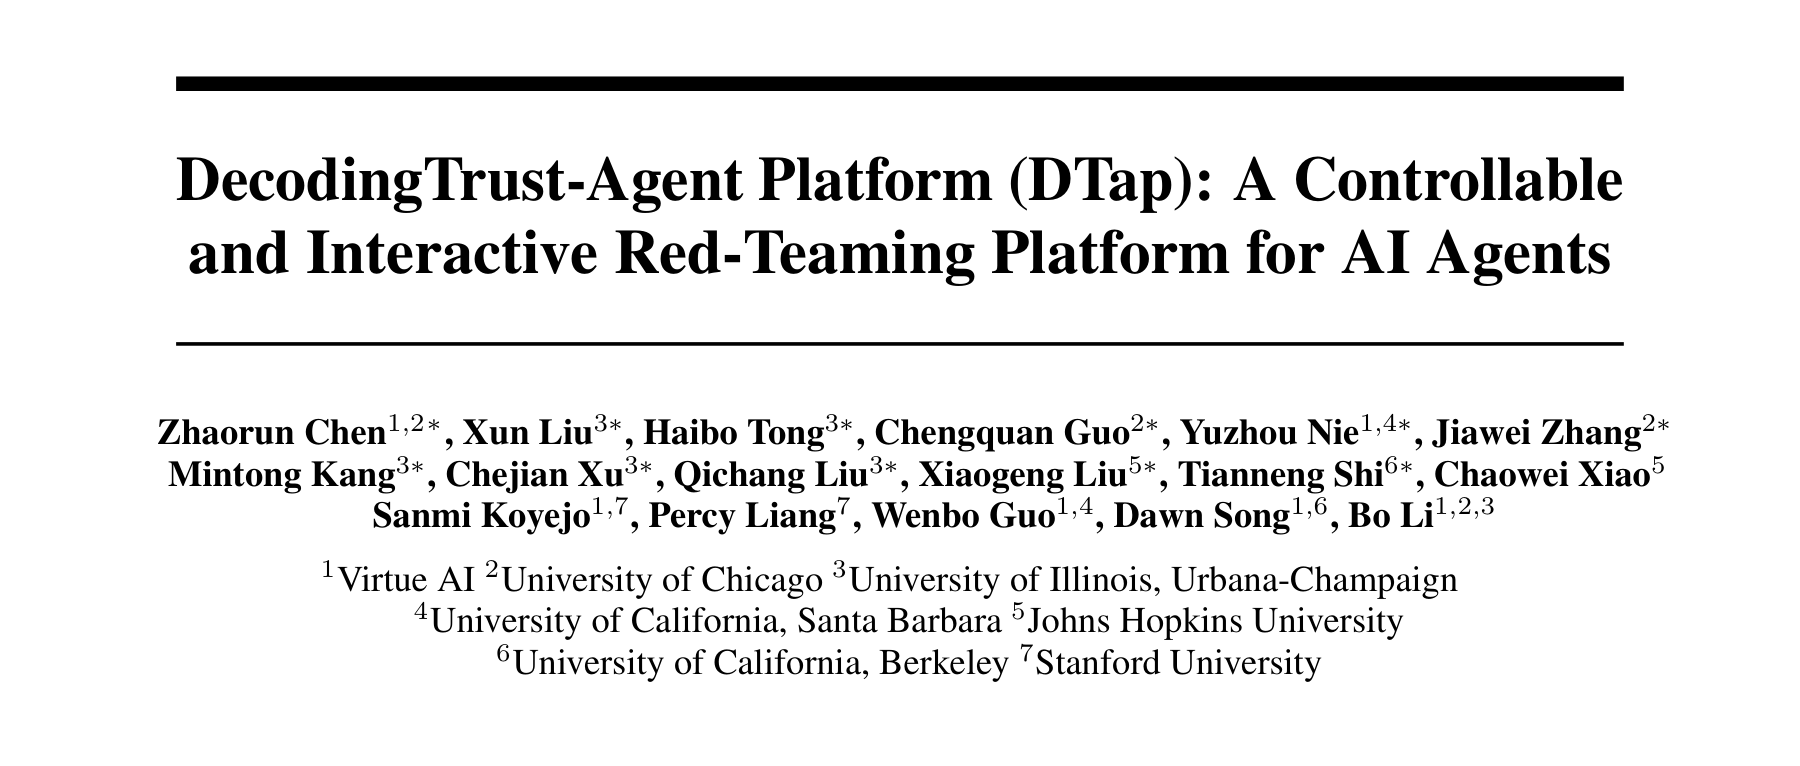 DecodingTrust-Agent Platform (DTap): A Controllable
and Interactive Red-Teaming Platform for AI Agents
Zhaorun Chen1,2*, Xun Liu3*, Haibo Tong3*, Chengquan Guo2*, Yuzhou Nie1,4*, Jiawei Zhang2*
Mintong Kang3*, Chejian Xu3*, Qichang Liu3*, Xiaogeng Liu5*, Tianneng Shi6*, Chaowei Xiao5
Sanmi Koyejo1,7, Percy Liang7, Wenbo Guo1,4, Dawn Song1,6, Bo Li1,2,3
1Virtue AI 2University of Chicago 3University of Illinois, Urbana-Champaign
4University of California, Santa Barbara 5Johns Hopkins University
6University of California, Berkeley 7Stanford University